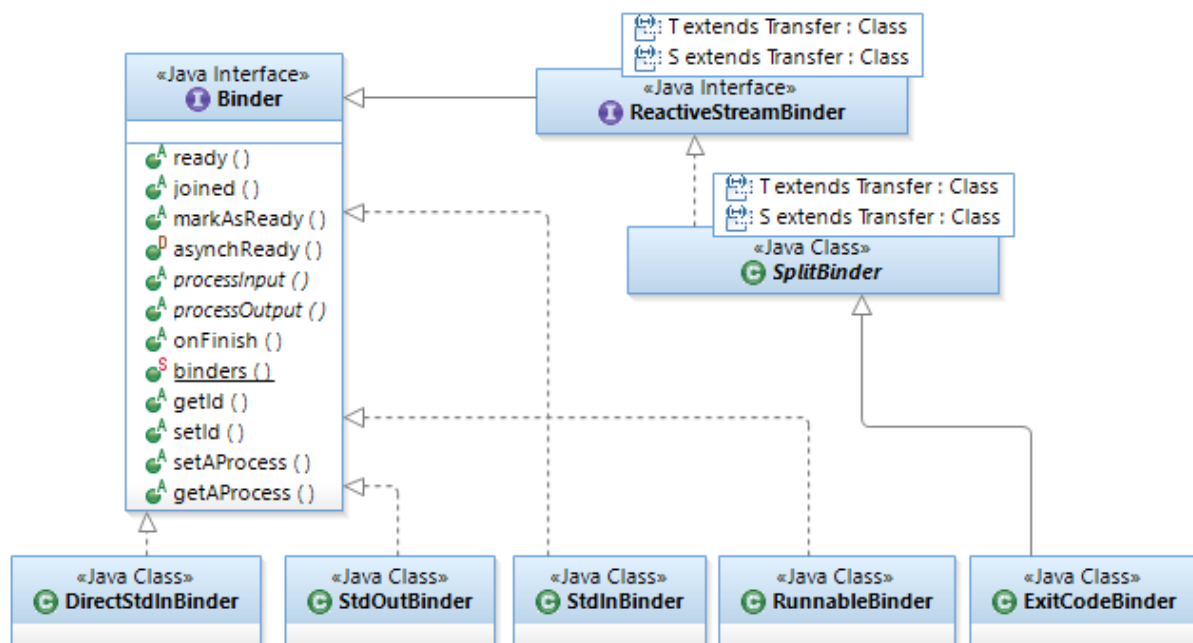 T extends Transfer : Class
S extends Transfer : Class
«Java Interface»
I Binder
«Java Interface»
I ReactiveStreamBinder
A ready ( )
A joined ( )
A markAsReady ( )
D asynchReady ( )
A processInput ( )
A processOutput ( )
A onFinish ( )
S binders ( )
A getId ( )
A setId ( )
A setAProcess ( )
A getAProcess ( )
T extends Transfer : Class
S extends Transfer : Class
«Java Class»
C SplitBinder
«Java Class»
C DirectStdInBinder
«Java Class»
C StdOutBinder
«Java Class»
C StdInBinder
«Java Class»
C RunnableBinder
«Java Class»
C ExitCodeBinder